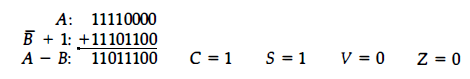 A: 11110000
B̅ + 1: +11101100
A − B: 11011100 C = 1 S = 1 V = 0 Z = 0